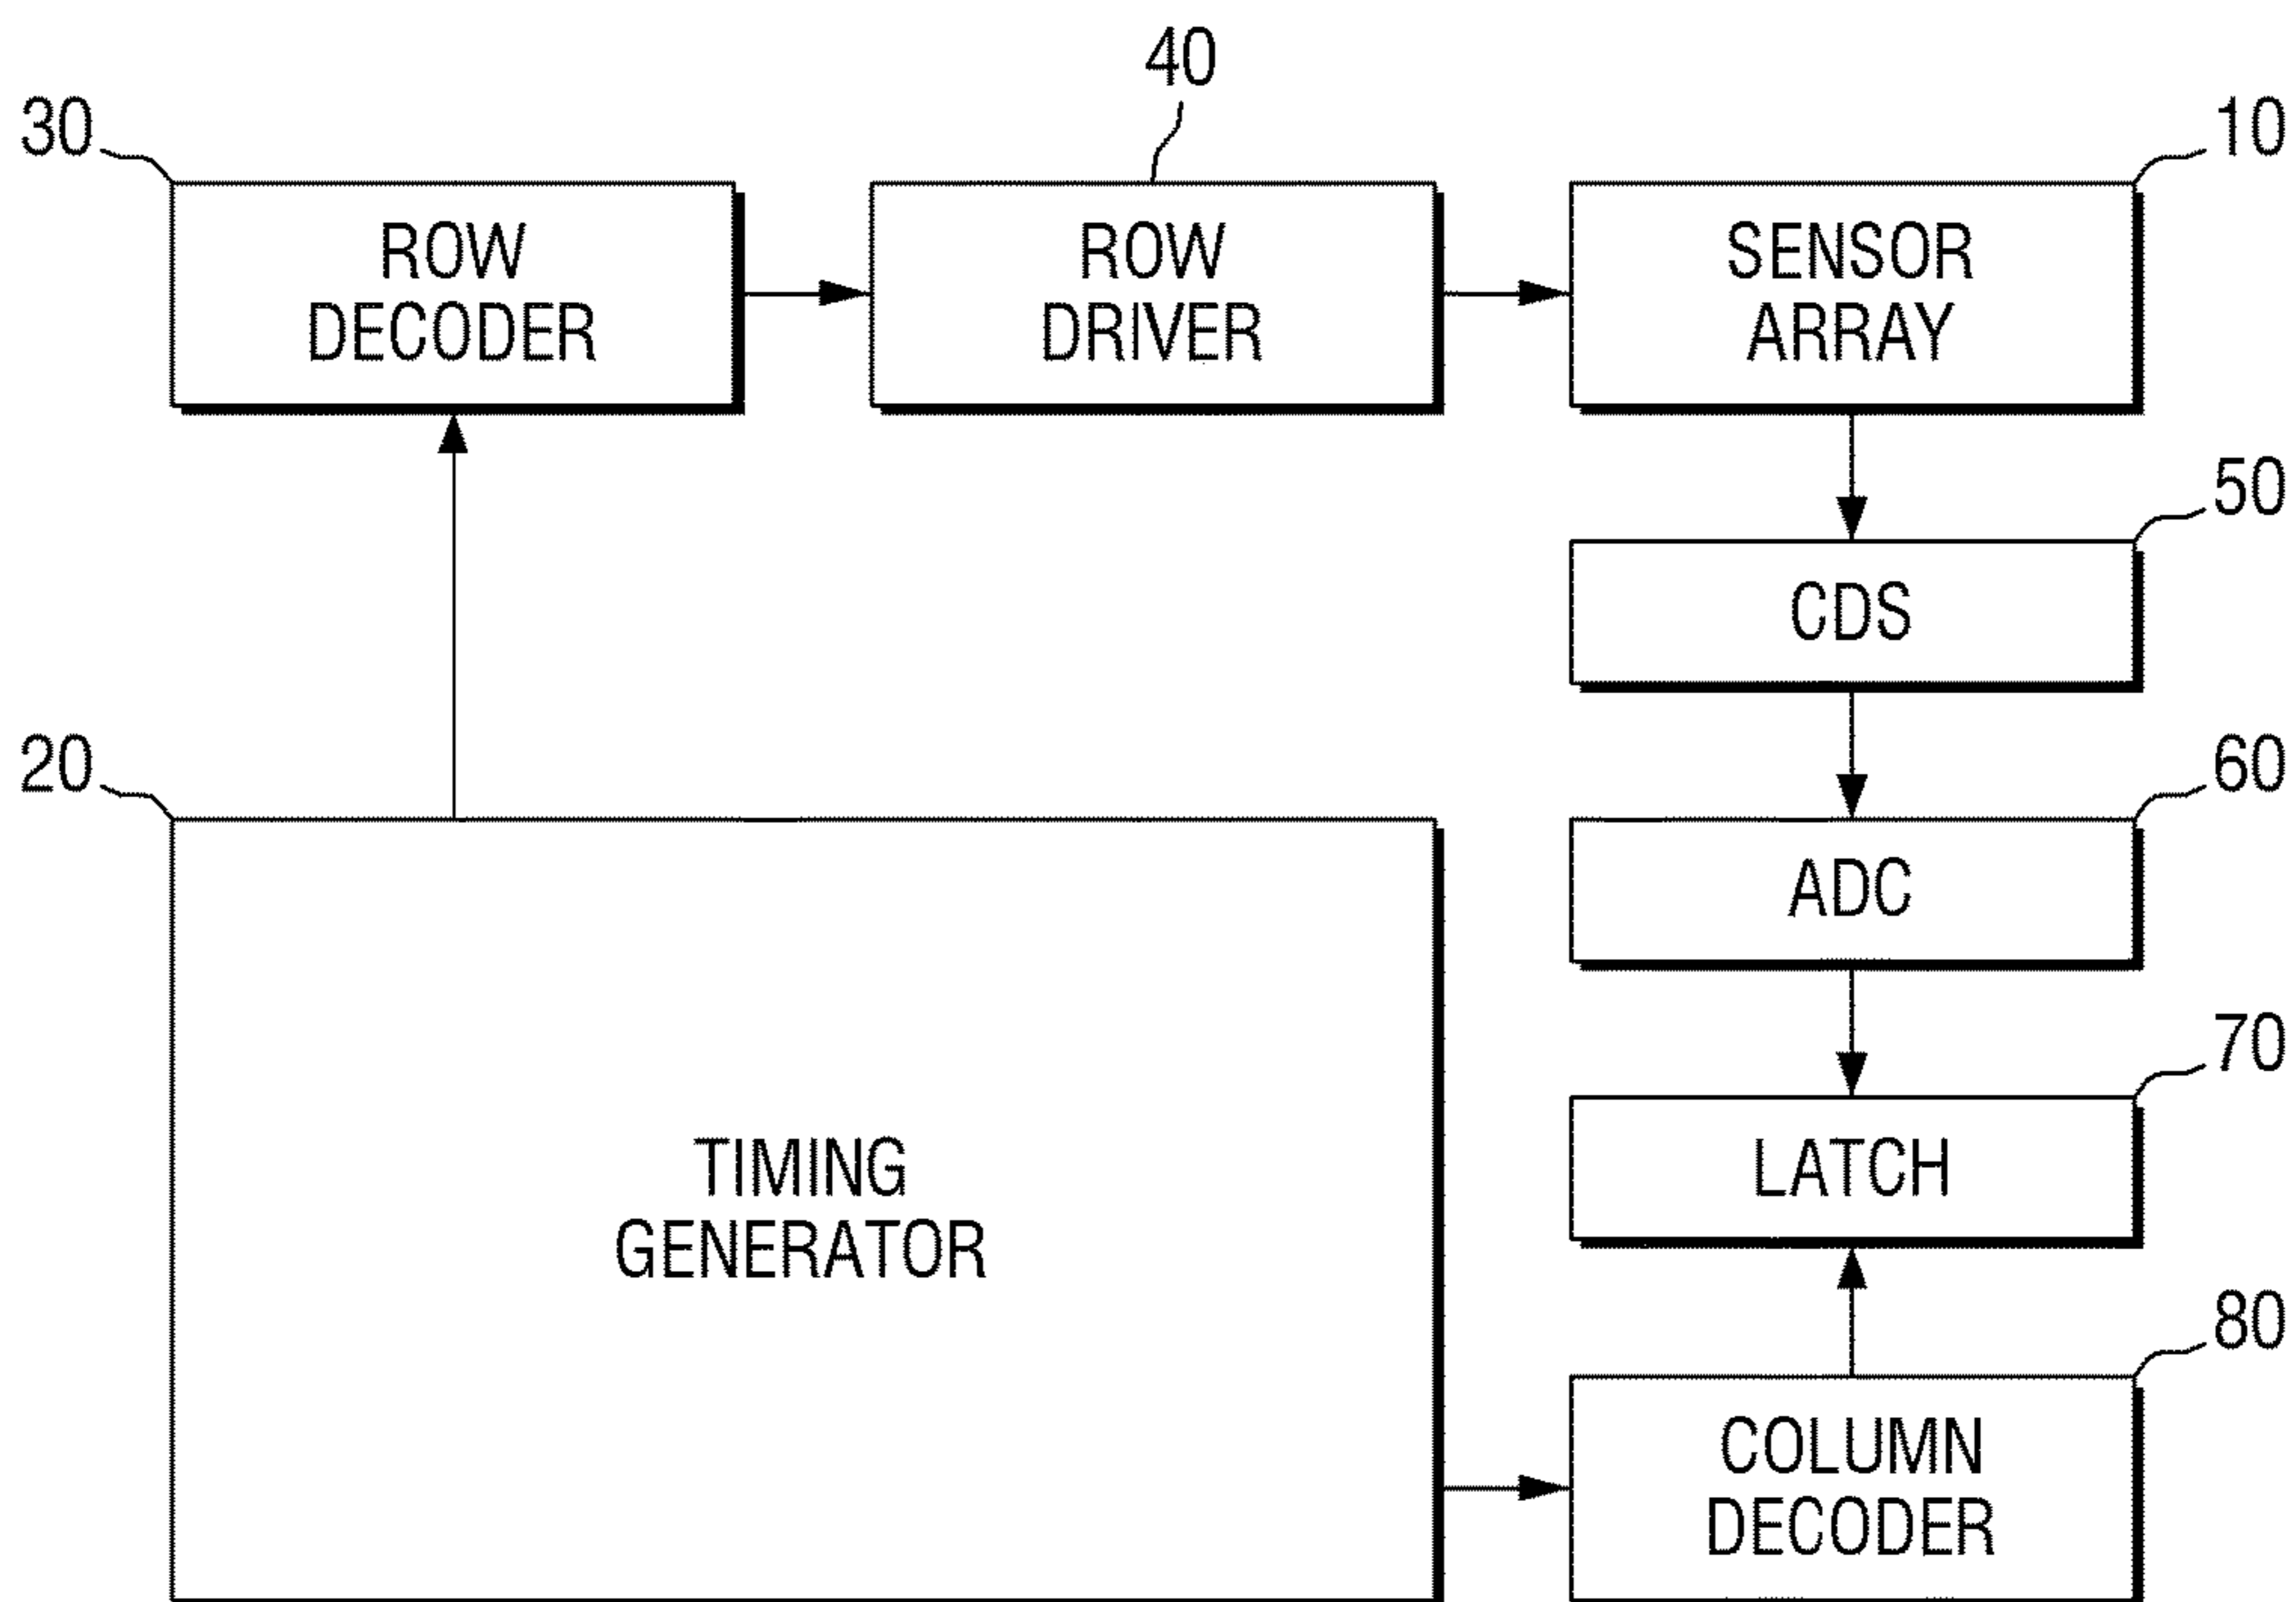 40
30
10
ROW
DECODER
ROW
DRIVER
SENSOR
ARRAY
50
CDS
20
60
ADC
70
LATCH
TIMING
GENERATOR
80
COLUMN
DECODER